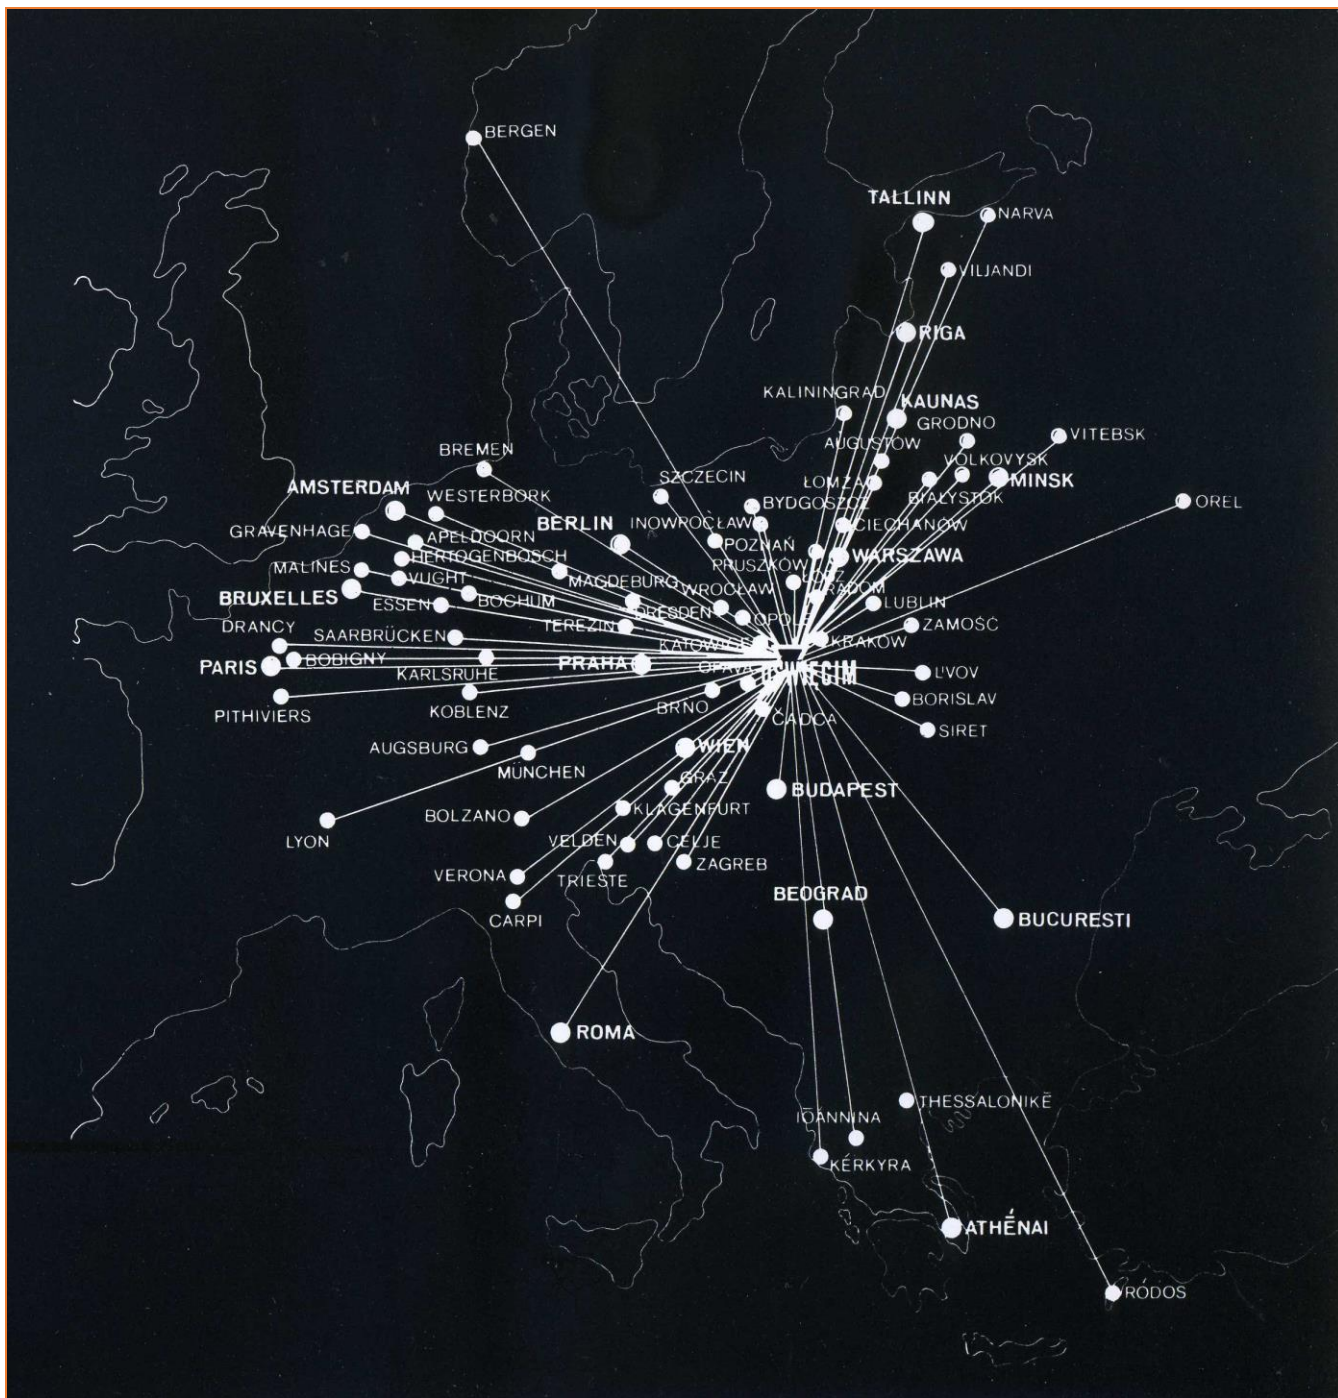 BERGEN
TALLINN
NARVA
VILJANDI
RIGA
KALININGRAD
KAUNAS
GRODNO
AUGUSTÓW
VITEBSK
BREMEN
VOLKOVYSK
SZCZECIN
ŁOMŻA
MINSK
AMSTERDAM
WESTERBORK
BIAŁYSTOK
BYDGOSZCZ
OREL
GRAVENHAGE
BERLIN
INOWROCŁAW
CIECHANÓW
APELDOORN
POZNAŃ
HERTOGENBOSCH
WARSZAWA
PRUSZKÓW
MALINES
VUGHT
MAGDEBURG
ŁÓDŹ
WROCŁAW
RADOM
BRUXELLES
BOCHUM
ESSEN
LUBLIN
DRESDEN
OPOLE
DRANCY
TEREZIN
ZAMOŚĆ
SAARBRÜCKEN
KATOWICE
KRAKÓW
PARIS
BOBIGNY
PRAHA
KARLSRUHE
OPAVA
OŚWIĘCIM
L'VOV
PITHIVIERS
KOBLENZ
BRNO
BORISLAV
ČADCA
SIRET
AUGSBURG
WIEN
MÜNCHEN
GRAZ
BUDAPEST
KLAGENFURT
BOLZANO
LYON
VELDEN
CELJE
ZAGREB
VERONA
TRIESTE
BEOGRAD
CARPI
BUCURESTI
ROMA
THESSALONIKĒ
IŌÁNNINA
KÉRKYRA
ATHÉNAI
RÓDOS